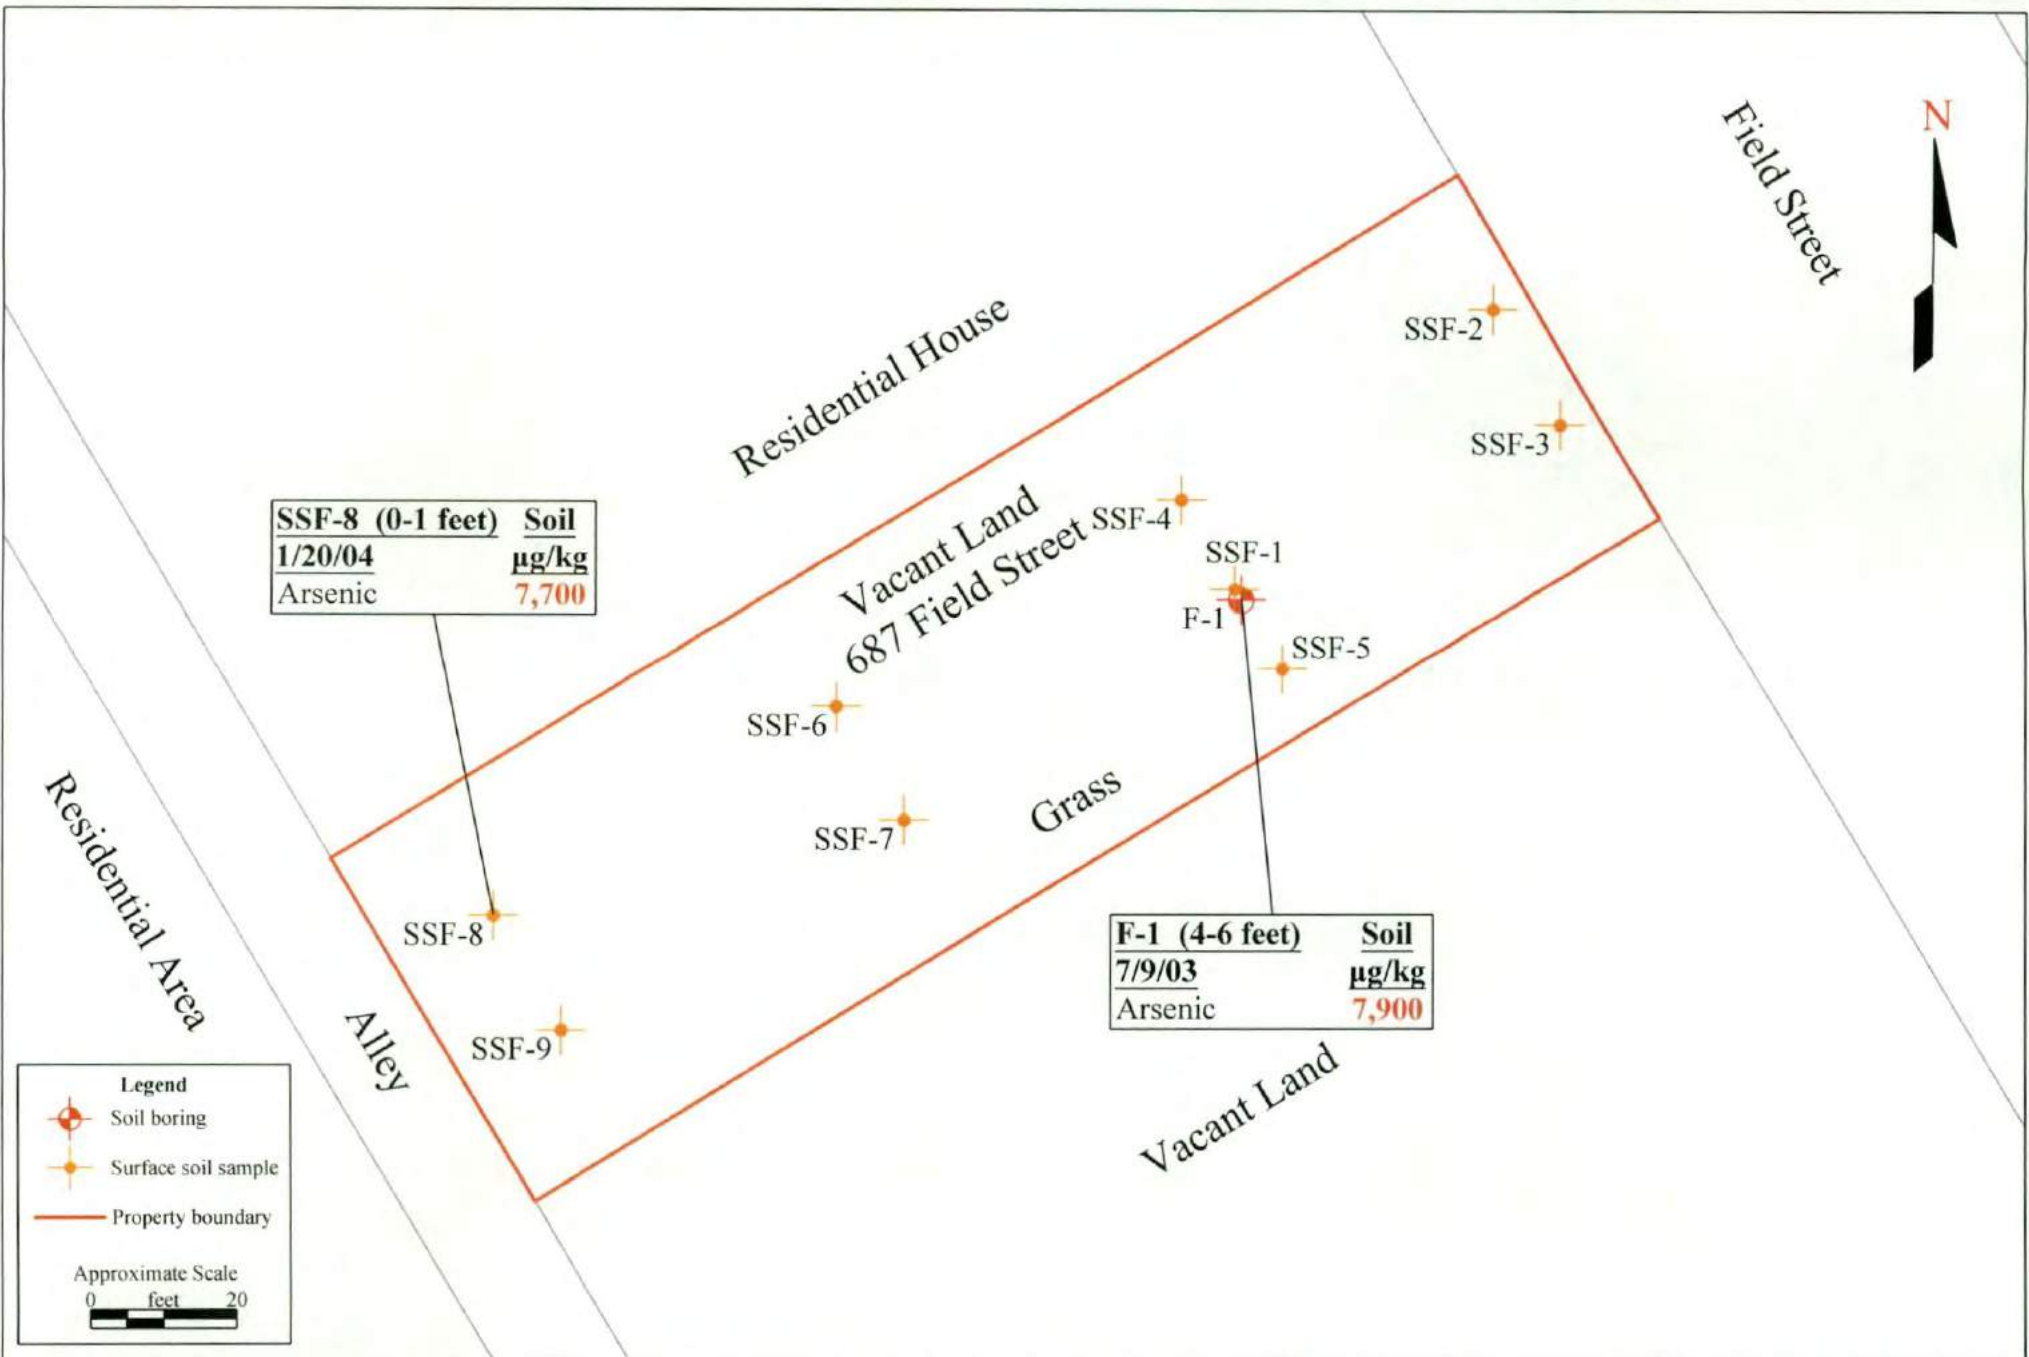 N
Field Street
SSF-2
Residential House
SSF-3
Vacant Land
687 Field Street
SSF-4
SSF-8 (0-1 feet) Soil
1/20/04 µg/kg
Arsenic 7,700
SSF-1
F-1
SSF-5
SSF-6
SSF-7
Grass
Residential Area
SSF-8
F-1 (4-6 feet) Soil
7/9/03 µg/kg
Arsenic 7,900
SSF-9
Alley
Vacant Land
Legend
Soil boring
Surface soil sample
Property boundary
Approximate Scale
0 feet 20